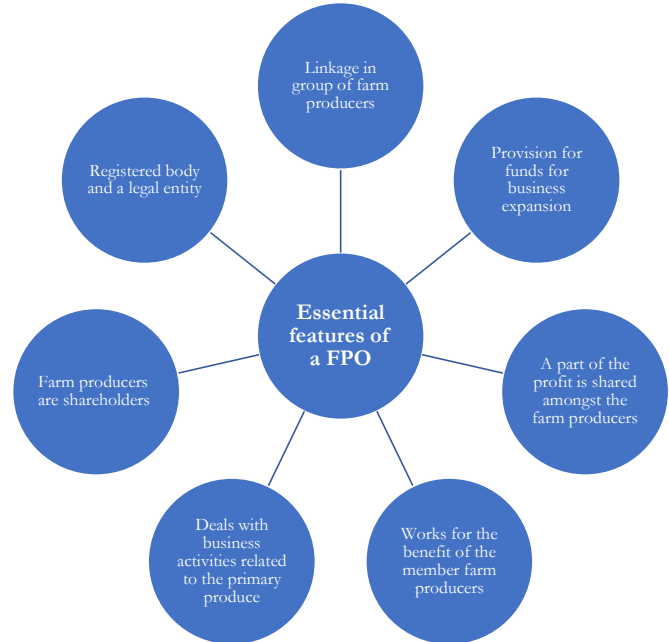 Linkage in
group of farm
producers
Provision for
funds for
business
expansion
A part of the
profit is shared
amongst the
farm producers
Works for the
benefit of the
member farm
producers
Deals with
business
activities related
to the primary
produce
Farm producers
are shareholders
Registered body
and a legal entity
Essential
features of
a FPO